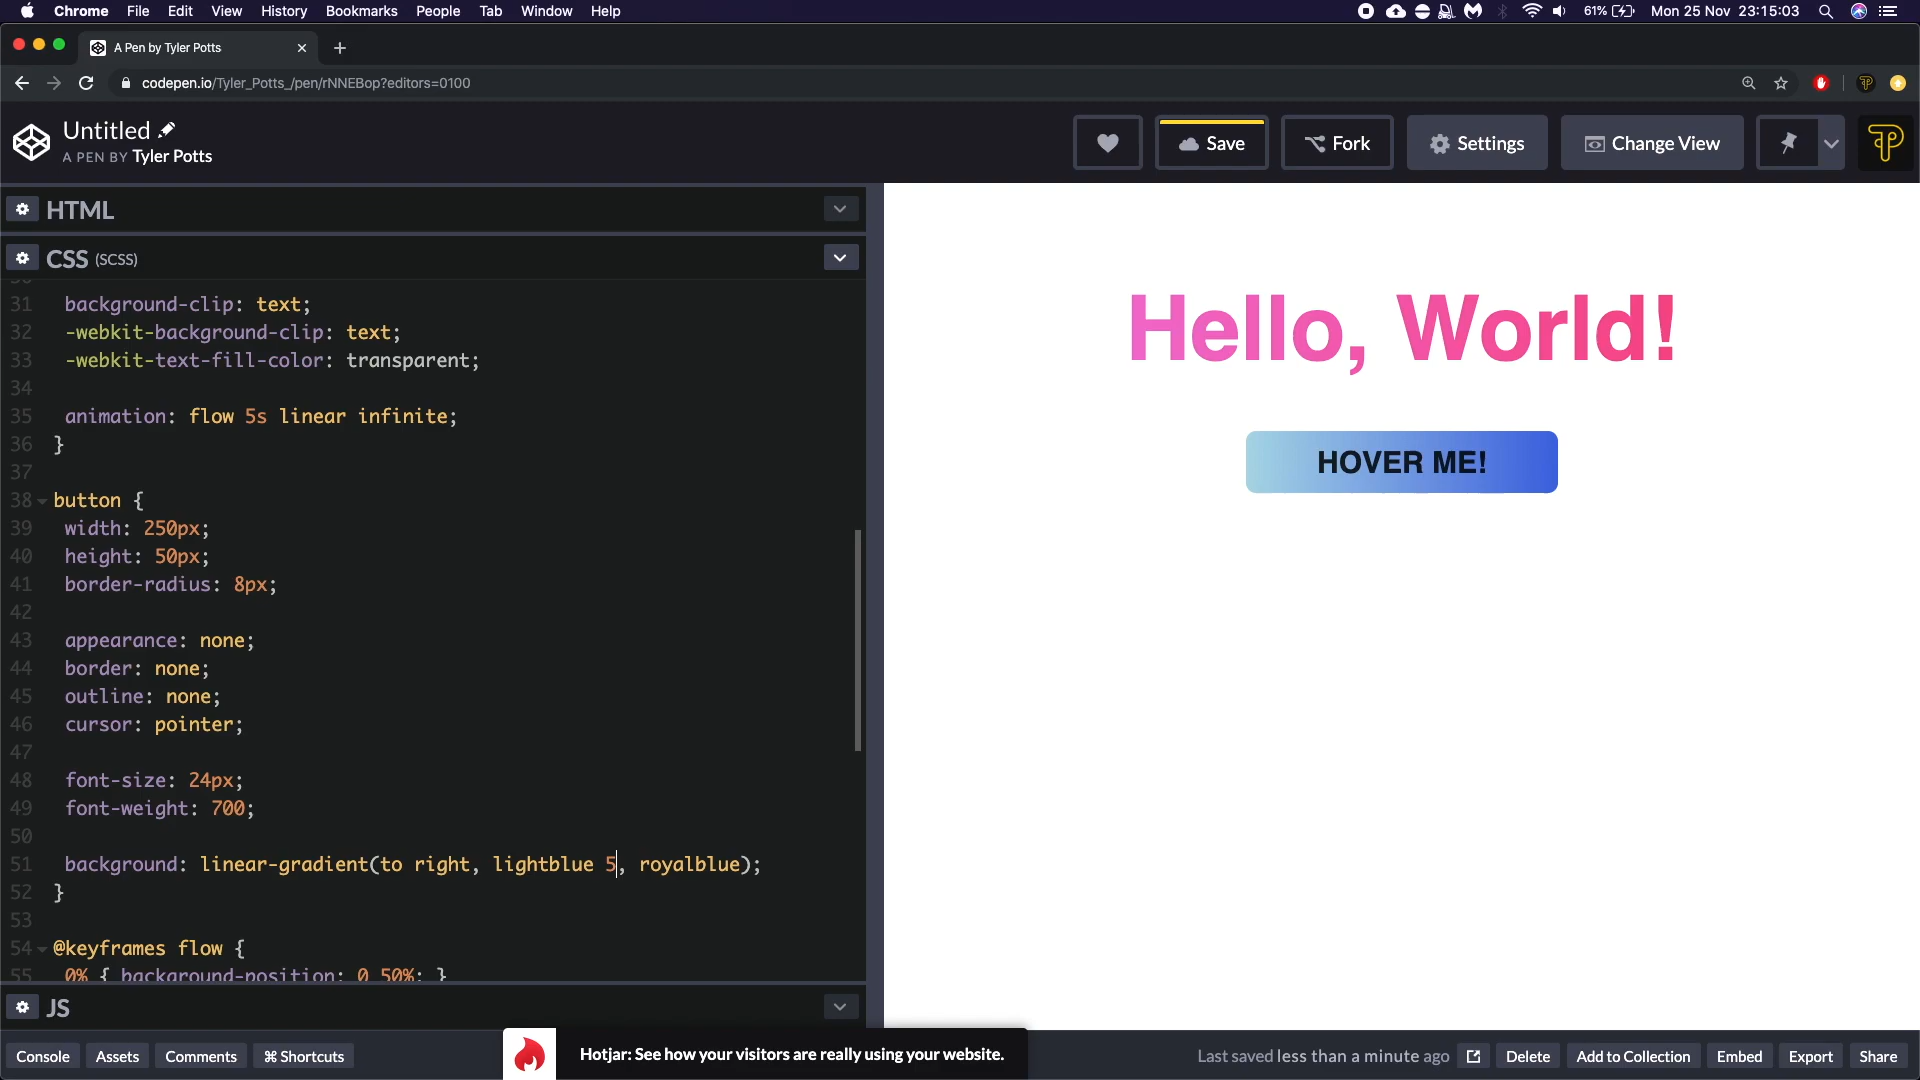 Chrome File Edit View History Bookmarks People Tab Window Help
61% Mon 25 Nov 23:15:03
A Pen by Tyler Potts
codepen.io/Tyler_Potts_/pen/rNNEBop?editors=0100
Untitled
A PEN BY Tyler Potts
Save
Fork
Settings
Change View
HTML
CSS (SCSS)
31 background-clip: text;
32 -webkit-background-clip: text;
33 -webkit-text-fill-color: transparent;
34
35 animation: flow 5s linear infinite;
36 }
37
38 button {
39 width: 250px;
40 height: 50px;
41 border-radius: 8px;
42
43 appearance: none;
44 border: none;
45 outline: none;
46 cursor: pointer;
47
48 font-size: 24px;
49 font-weight: 700;
50
51 background: linear-gradient(to right, lightblue 5, royalblue);
52 }
53
54 @keyframes flow {
55 0% { background-position: 0 50%; }
JS
Hello, World!
HOVER ME!
Console Assets Comments ⌘ Shortcuts
Hotjar: See how your visitors are really using your website.
Last saved less than a minute ago
Delete Add to Collection Embed Export Share